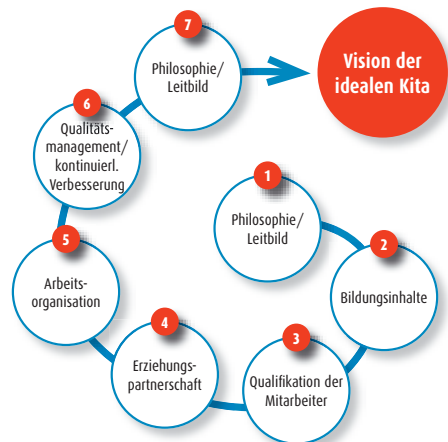 7
Philosophie/
Leitbild
Vision der
idealen Kita
6
Qualitäts-
management/
kontinuierl.
Verbesserung
1
Philosophie/
Leitbild
2
Bildungsinhalte
5
Arbeits-
organisation
4
Erziehungs-
partnerschaft
3
Qualifikation der
Mitarbeiter